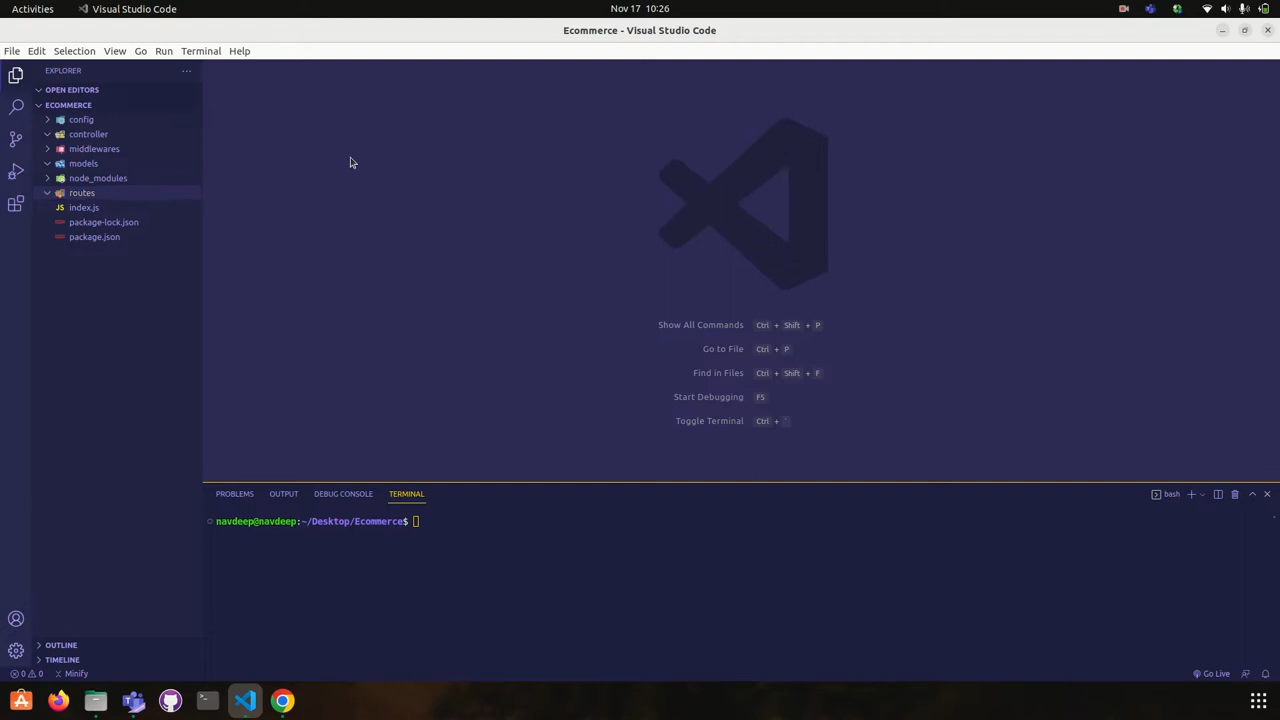 Activities Visual Studio Code Nov 17 10:26
Ecommerce - Visual Studio Code
File Edit Selection View Go Run Terminal Help
EXPLORER ...
OPEN EDITORS
ECOMMERCE
config
controller
middlewares
models
node_modules
routes
JS index.js
package-lock.json
package.json
Show All Commands Ctrl + Shift + P
Go to File Ctrl + P
Find in Files Ctrl + Shift + F
Start Debugging F5
Toggle Terminal Ctrl + `
PROBLEMS OUTPUT DEBUG CONSOLE TERMINAL bash
navdeep@navdeep:~/Desktop/Ecommerce$
OUTLINE
TIMELINE
0 0 Minify Go Live